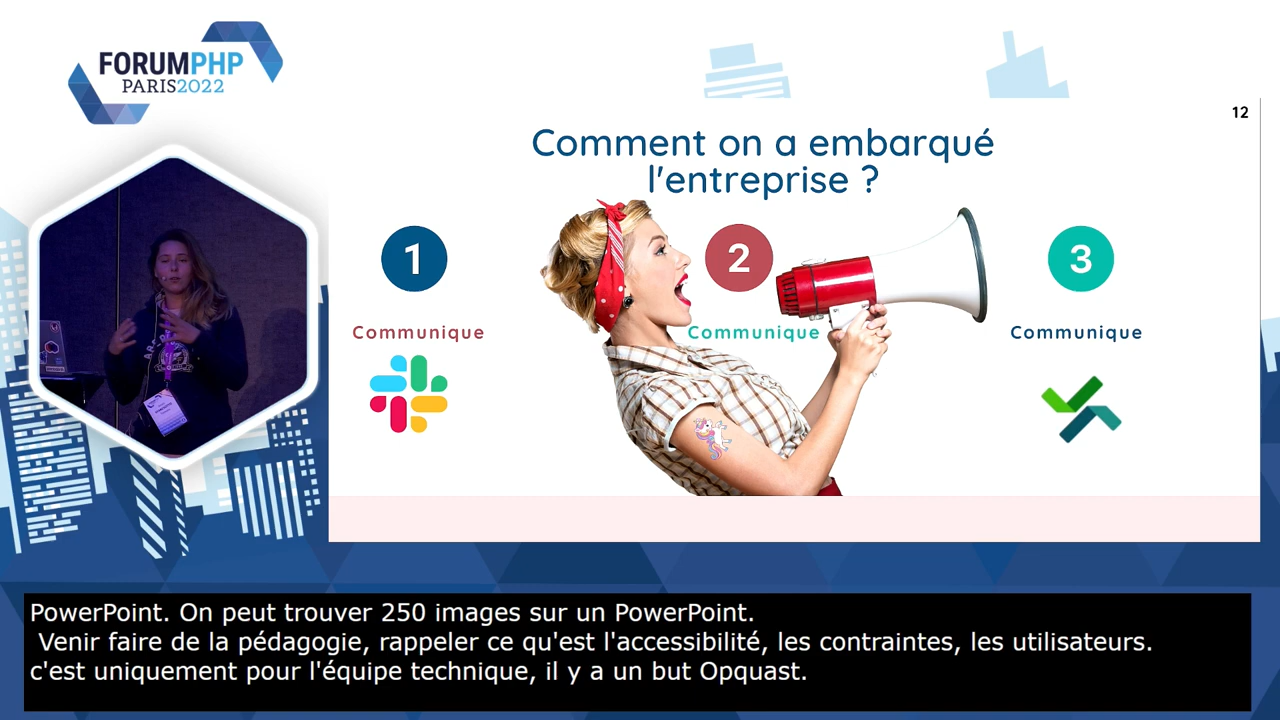 FORUMPHP
PARIS2022
12
Comment on a embarqué
l'entreprise ?
1
2
3
Communique
Communique
Communique
PowerPoint. On peut trouver 250 images sur un PowerPoint.
Venir faire de la pédagogie, rappeler ce qu'est l'accessibilité, les contraintes, les utilisateurs.
c'est uniquement pour l'équipe technique, il y a un but Opquast.